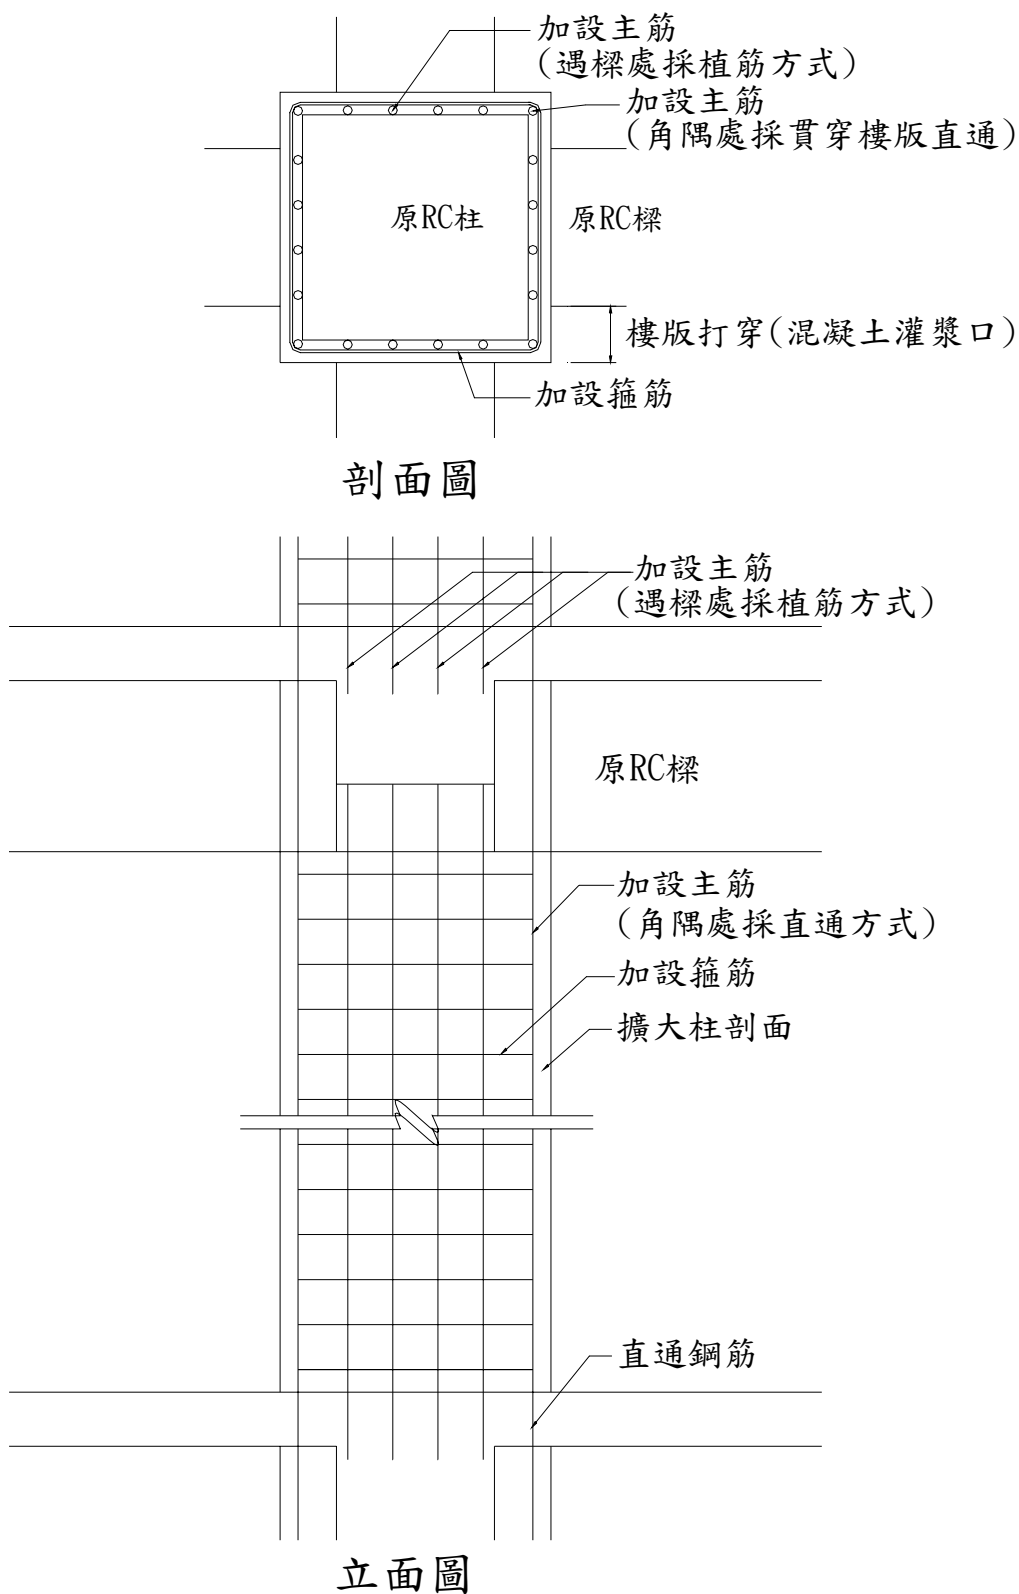 加設主筋
(遇樑處採植筋方式)
加設主筋
(角隅處採貫穿樓版直通)
原RC柱
原RC樑
樓版打穿(混凝土灌漿口)
加設箍筋
剖面圖
加設主筋
(遇樑處採植筋方式)
原RC樑
加設主筋
(角隅處採直通方式)
加設箍筋
擴大柱剖面
直通鋼筋
立面圖